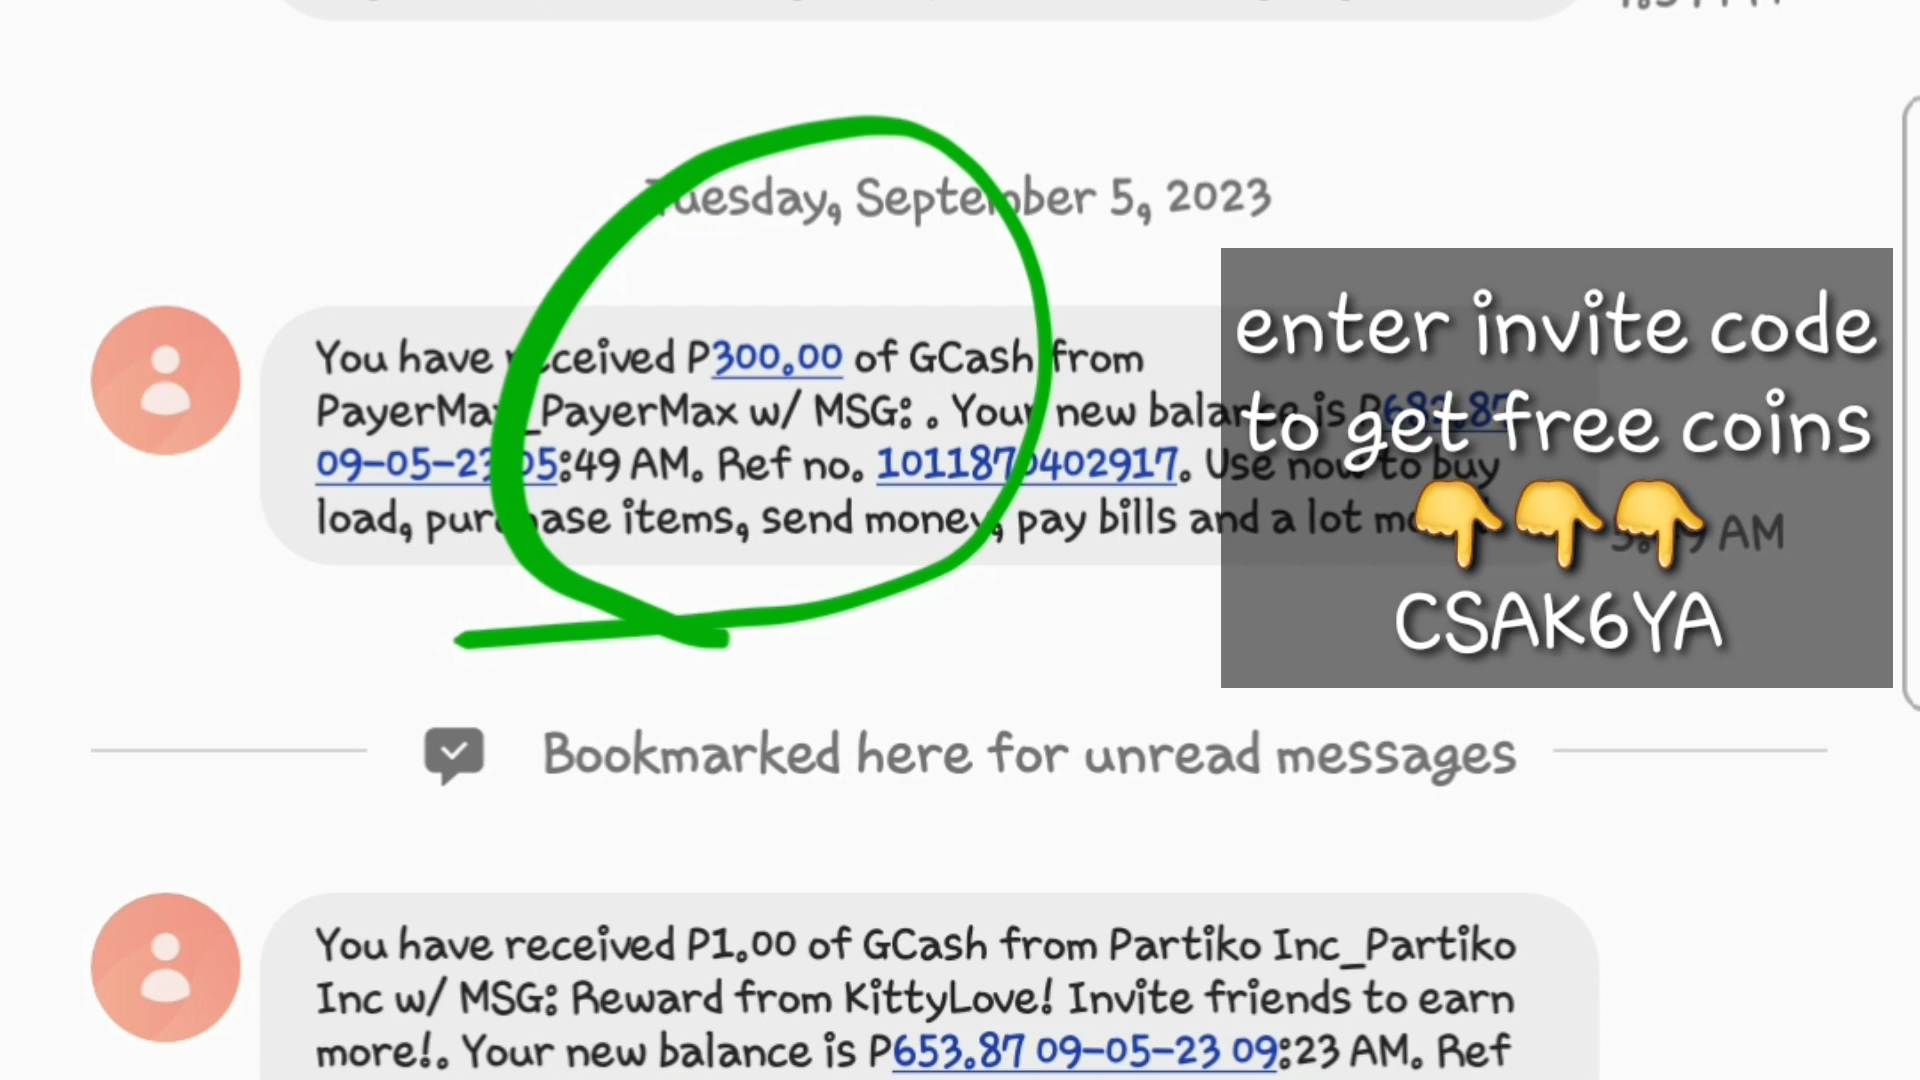 Tuesday, September 5, 2023
You have received P300.00 of GCash from
PayerMax_PayerMax w/ MSG: . Your new balance is
09-05-23 05:49 AM. Ref no. 1011870402917. Use now to buy
load, purchase items, send money, pay bills and a lot
AM
enter invite code
to get free coins
👇👇👇
CSAK6YA
Bookmarked here for unread messages
You have received P1.00 of GCash from Partiko Inc_Partiko
Inc w/ MSG: Reward from KittyLove! Invite friends to earn
more!. Your new balance is P653.87 09-05-23 09:23 AM. Ref